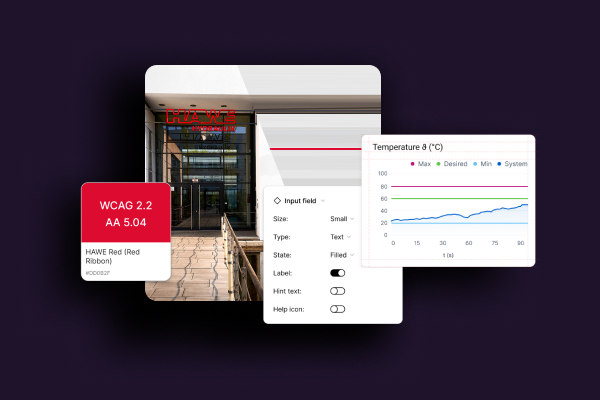 HAWE
WCAG 2.2
AA 5.04
HAWE Red (Red
Ribbon)
Input field
Size: Small
Type: Text
State: Filled
Label:
Hint text:
Help icon:
Temperature ϑ (°C)
Max Desired Min System
100
80
60
40
20
0
0 15 30 45 60 75 90
t (s)